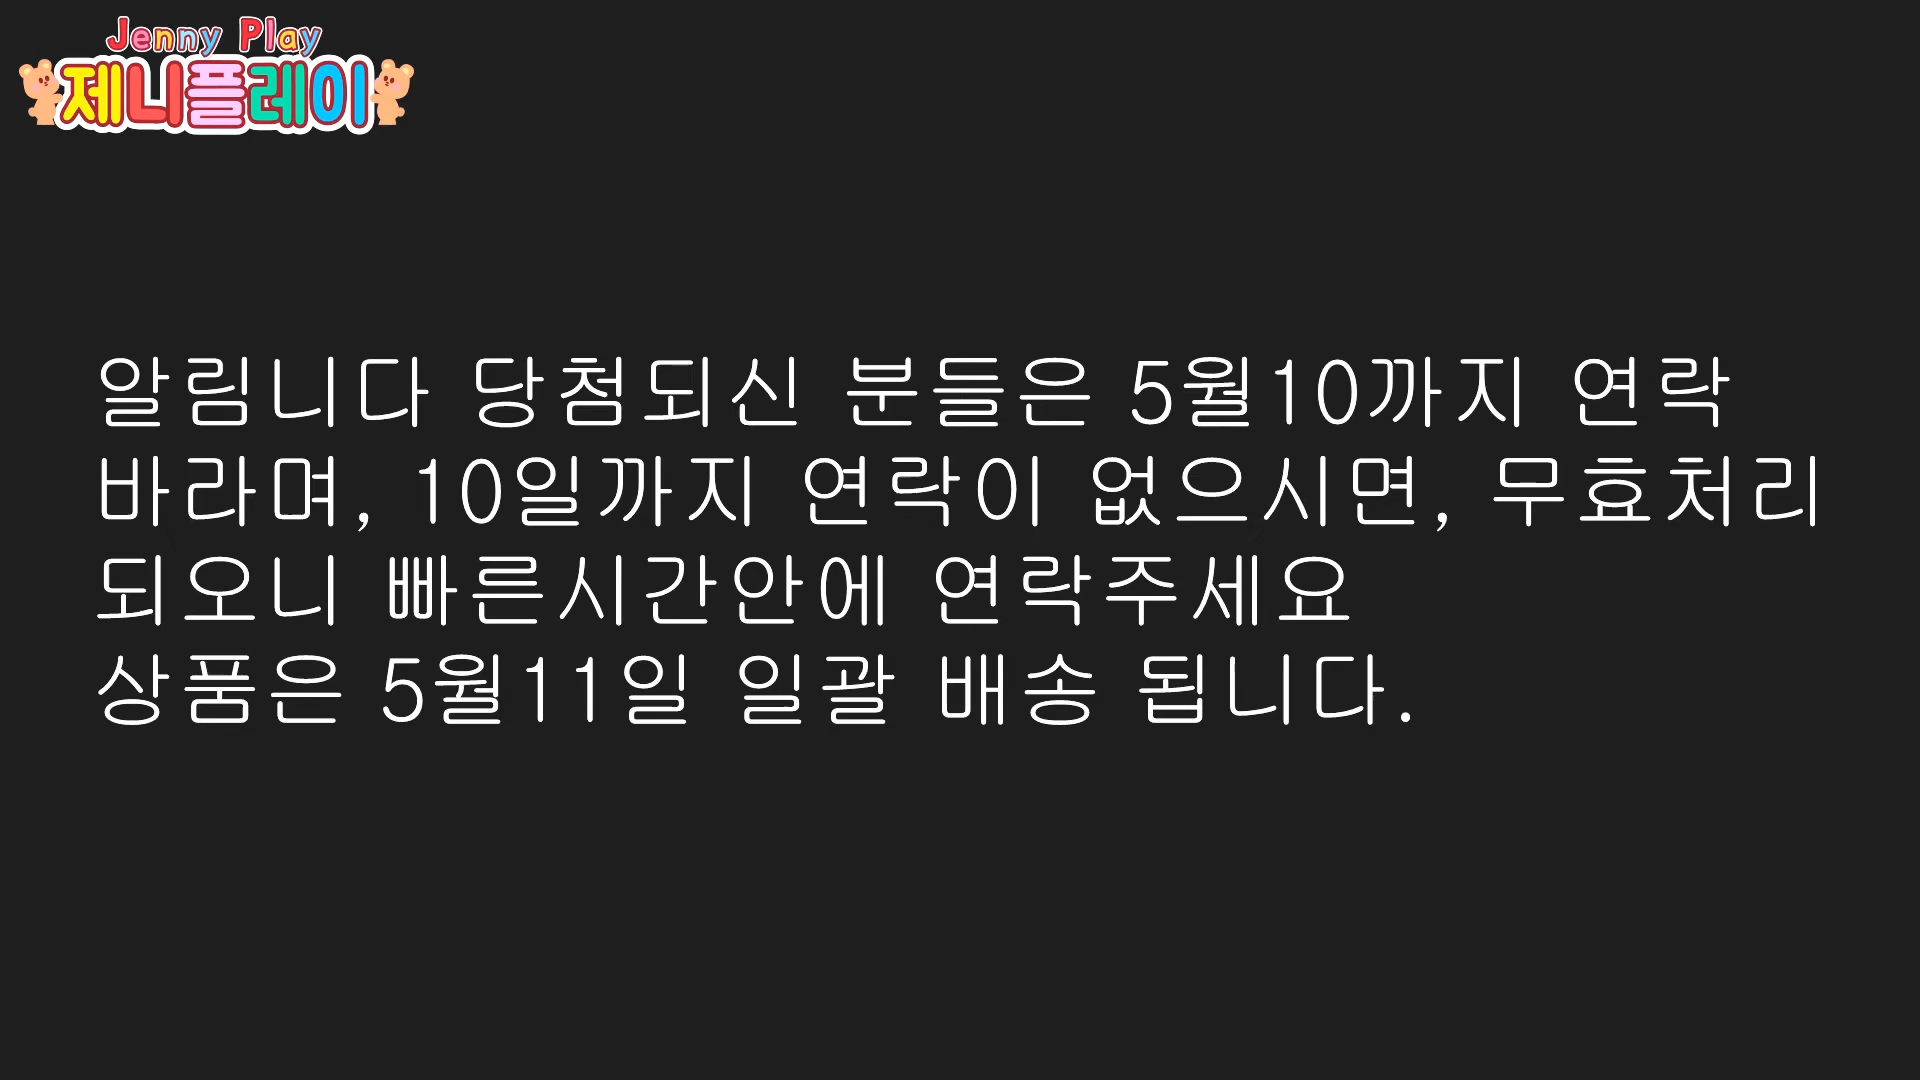 Jenny Play
제니플레이
알림니다 당첨되신 분들은 5월10까지 연락
바라며, 10일까지 연락이 없으시면, 무효처리
되오니 빠른시간안에 연락주세요
상품은 5월11일 일괄 배송 됩니다.